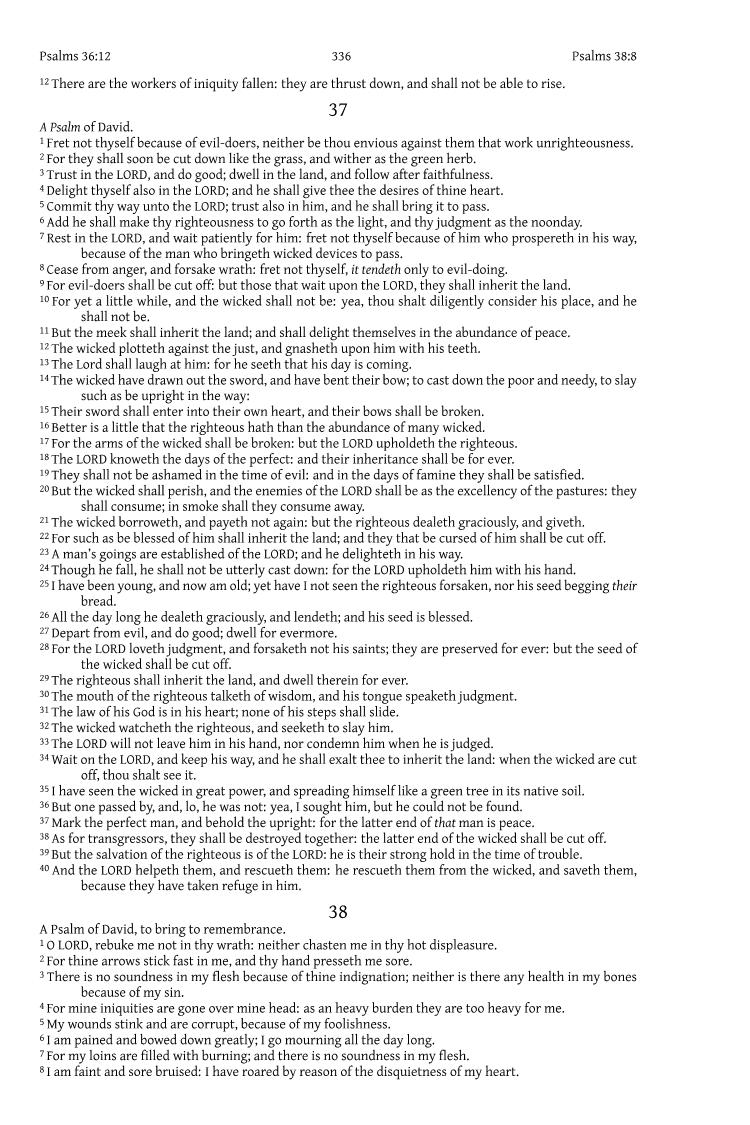 Psalms 36:12 336 Psalms 38:8
12 There are the workers of iniquity fallen: they are thrust down, and shall not be able to rise.
37
A Psalm of David.
1 Fret not thyself because of evil-doers, neither be thou envious against them that work unrighteousness.
2 For they shall soon be cut down like the grass, and wither as the green herb.
3 Trust in the LORD, and do good; dwell in the land, and follow after faithfulness.
4 Delight thyself also in the LORD; and he shall give thee the desires of thine heart.
5 Commit thy way unto the LORD; trust also in him, and he shall bring it to pass.
6 Add he shall make thy righteousness to go forth as the light, and thy judgment as the noonday.
7 Rest in the LORD, and wait patiently for him: fret not thyself because of him who prospereth in his way,
because of the man who bringeth wicked devices to pass.
8 Cease from anger, and forsake wrath: fret not thyself, it tendeth only to evil-doing.
9 For evil-doers shall be cut off: but those that wait upon the LORD, they shall inherit the land.
10 For yet a little while, and the wicked shall not be: yea, thou shalt diligently consider his place, and he
shall not be.
11 But the meek shall inherit the land; and shall delight themselves in the abundance of peace.
12 The wicked plotteth against the just, and gnasheth upon him with his teeth.
13 The Lord shall laugh at him: for he seeth that his day is coming.
14 The wicked have drawn out the sword, and have bent their bow; to cast down the poor and needy, to slay
such as be upright in the way:
15 Their sword shall enter into their own heart, and their bows shall be broken.
16 Better is a little that the righteous hath than the abundance of many wicked.
17 For the arms of the wicked shall be broken: but the LORD upholdeth the righteous.
18 The LORD knoweth the days of the perfect: and their inheritance shall be for ever.
19 They shall not be ashamed in the time of evil: and in the days of famine they shall be satisfied.
20 But the wicked shall perish, and the enemies of the LORD shall be as the excellency of the pastures: they
shall consume; in smoke shall they consume away.
21 The wicked borroweth, and payeth not again: but the righteous dealeth graciously, and giveth.
22 For such as be blessed of him shall inherit the land; and they that be cursed of him shall be cut off.
23 A man's goings are established of the LORD; and he delighteth in his way.
24 Though he fall, he shall not be utterly cast down: for the LORD upholdeth him with his hand.
25 I have been young, and now am old; yet have I not seen the righteous forsaken, nor his seed begging their
bread.
26 All the day long he dealeth graciously, and lendeth; and his seed is blessed.
27 Depart from evil, and do good; dwell for evermore.
28 For the LORD loveth judgment, and forsaketh not his saints; they are preserved for ever: but the seed of
the wicked shall be cut off.
29 The righteous shall inherit the land, and dwell therein for ever.
30 The mouth of the righteous talketh of wisdom, and his tongue speaketh judgment.
31 The law of his God is in his heart; none of his steps shall slide.
32 The wicked watcheth the righteous, and seeketh to slay him.
33 The LORD will not leave him in his hand, nor condemn him when he is judged.
34 Wait on the LORD, and keep his way, and he shall exalt thee to inherit the land: when the wicked are cut
off, thou shalt see it.
35 I have seen the wicked in great power, and spreading himself like a green tree in its native soil.
36 But one passed by, and, lo, he was not: yea, I sought him, but he could not be found.
37 Mark the perfect man, and behold the upright: for the latter end of that man is peace.
38 As for transgressors, they shall be destroyed together: the latter end of the wicked shall be cut off.
39 But the salvation of the righteous is of the LORD: he is their strong hold in the time of trouble.
40 And the LORD helpeth them, and rescueth them: he rescueth them from the wicked, and saveth them,
because they have taken refuge in him.
38
A Psalm of David, to bring to remembrance.
1 O LORD, rebuke me not in thy wrath: neither chasten me in thy hot displeasure.
2 For thine arrows stick fast in me, and thy hand presseth me sore.
3 There is no soundness in my flesh because of thine indignation; neither is there any health in my bones
because of my sin.
4 For mine iniquities are gone over mine head: as an heavy burden they are too heavy for me.
5 My wounds stink and are corrupt, because of my foolishness.
6 I am pained and bowed down greatly; I go mourning all the day long.
7 For my loins are filled with burning; and there is no soundness in my flesh.
8 I am faint and sore bruised: I have roared by reason of the disquietness of my heart.